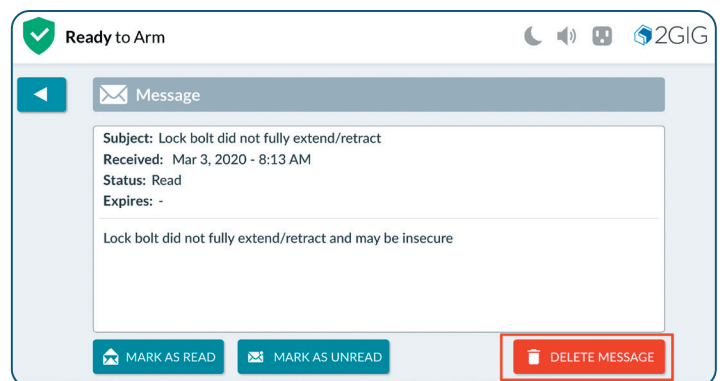 Ready to Arm
2GIG
Message
Subject: Lock bolt did not fully extend/retract
Received: Mar 3, 2020 - 8:13 AM
Status: Read
Expires: -
Lock bolt did not fully extend/retract and may be insecure
MARK AS READ
MARK AS UNREAD
DELETE MESSAGE